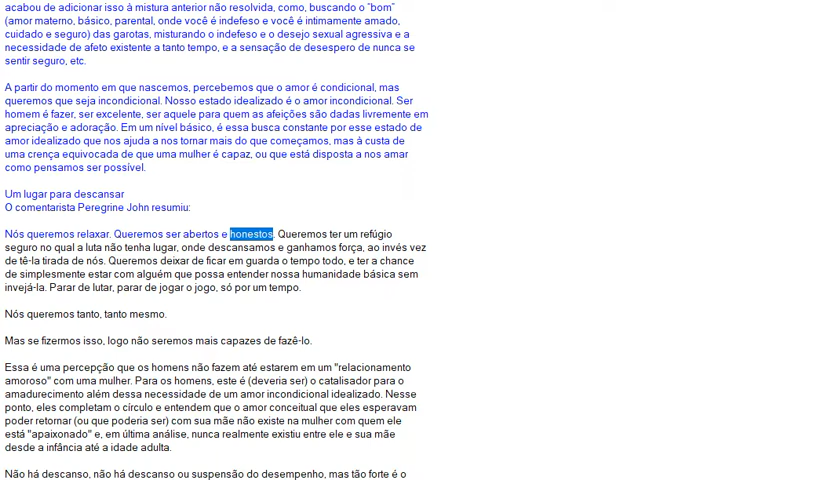 acabou de adicionar isso à mistura anterior não resolvida, como, buscando o "bom"
(amor materno, básico, parental, onde você é indefeso e você é intimamente amado,
cuidado e seguro) das garotas, misturando o indefeso e o desejo sexual agressiva e a
necessidade de afeto existente a tanto tempo, e a sensação de desespero de nunca se
sentir seguro, etc.
A partir do momento em que nascemos, percebemos que o amor é condicional, mas
queremos que seja incondicional. Nosso estado idealizado é o amor incondicional. Ser
homem é fazer, ser excelente, ser aquele para quem as afeições são dadas livremente em
apreciação e adoração. Em um nível básico, é essa busca constante por esse estado de
amor idealizado que nos ajuda a nos tornar mais do que começamos, mas à custa de
uma crença equivocada de que uma mulher é capaz, ou que está disposta a nos amar
como pensamos ser possível.
Um lugar para descansar
O comentarista Peregrine John resumiu:
Nós queremos relaxar. Queremos ser abertos e honestos. Queremos ter um refúgio
seguro no qual a luta não tenha lugar, onde descansamos e ganhamos força, ao invés vez
de tê-la tirada de nós. Queremos deixar de ficar em guarda o tempo todo, e ter a chance
de simplesmente estar com alguém que possa entender nossa humanidade básica sem
invejá-la. Parar de lutar, parar de jogar o jogo, só por um tempo.
Nós queremos tanto, tanto mesmo.
Mas se fizermos isso, logo não seremos mais capazes de fazê-lo.
Essa é uma percepção que os homens não fazem até estarem em um "relacionamento
amoroso" com uma mulher. Para os homens, este é (deveria ser) o catalisador para o
amadurecimento além dessa necessidade de um amor incondicional idealizado. Nesse
ponto, eles completam o círculo e entendem que o amor conceitual que eles esperavam
poder retornar (ou que poderia ser) com sua mãe não existe na mulher com quem ele
está "apaixonado" e, em última análise, nunca realmente existiu entre ele e sua mãe
desde a infância até a idade adulta.
Não há descanso, não há descanso ou suspensão do desempenho, mas tão forte é o